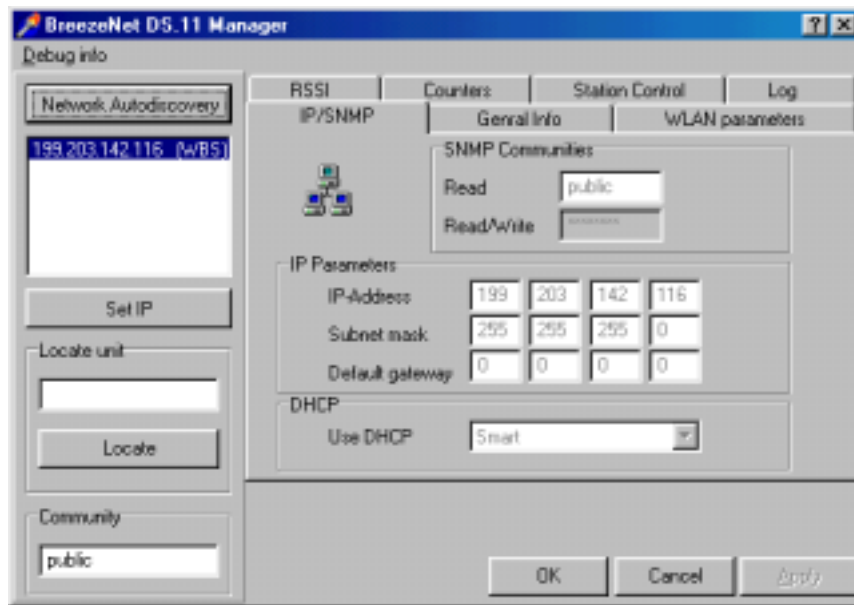 BreezeNet DS.11 Manager
Debug info
Network Autodiscovery
199.203.142.116 (WBS)
Set IP
Locate unit
Locate
Community
public
RSSI Counters Station Control Log
IP/SNMP Genral Info WLAN parameters
SNMP Communities
Read public
Read/Write ********
IP Parameters
IP-Address 199 203 142 116
Subnet mask 255 255 255 0
Default gateway 0 0 0 0
DHCP
Use DHCP Smart
OK Cancel Apply